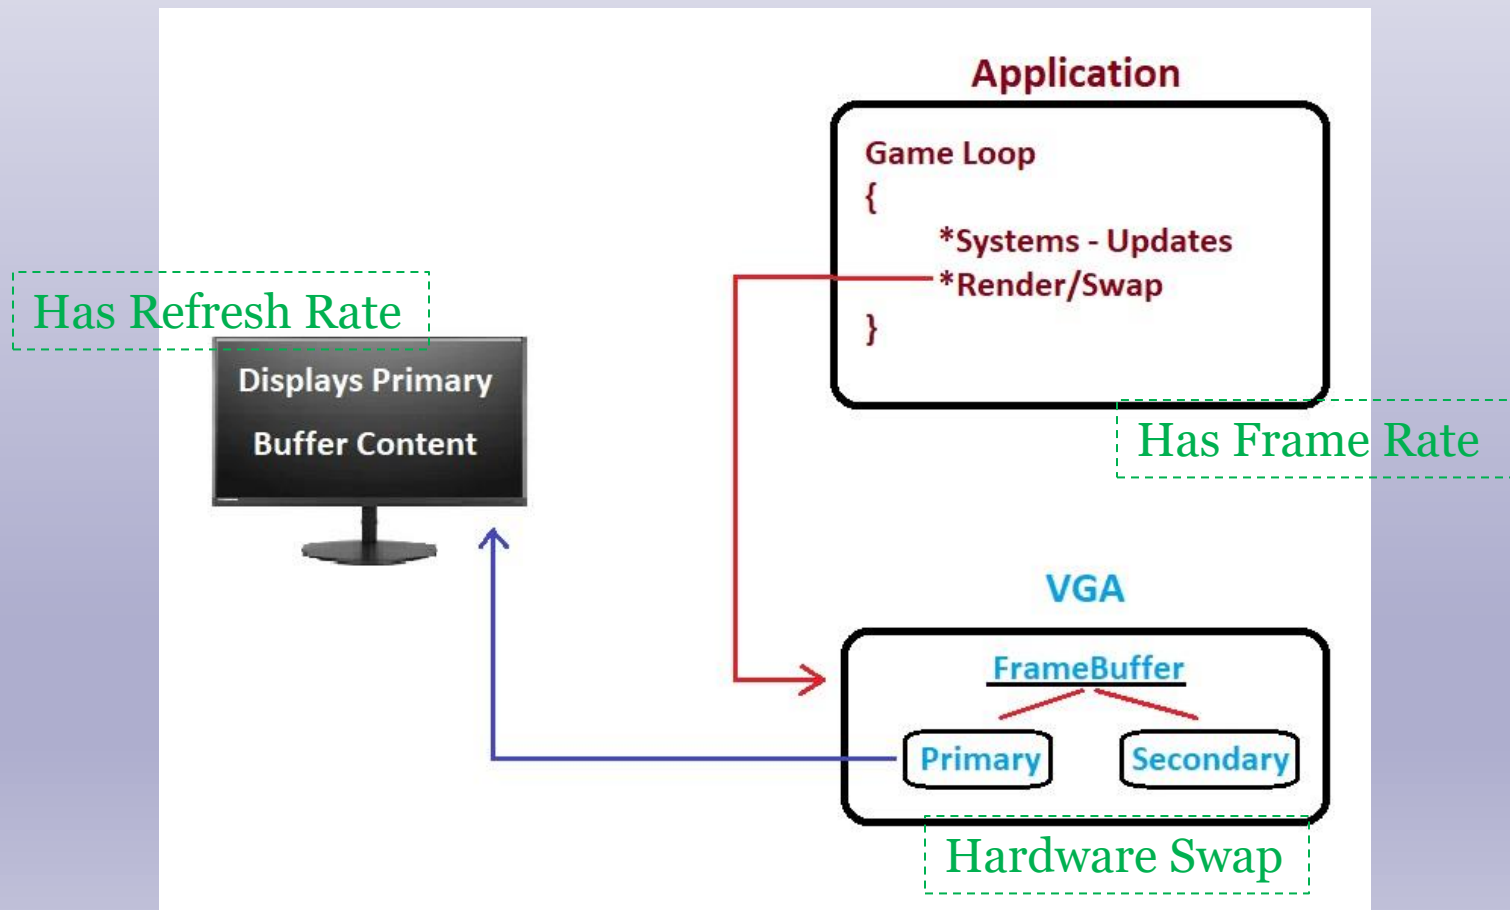 Application
Game Loop
{
*Systems - Updates
*Render/Swap
}
Has Refresh Rate
Displays Primary
Buffer Content
Has Frame Rate
VGA
FrameBuffer
Primary
Secondary
Hardware Swap